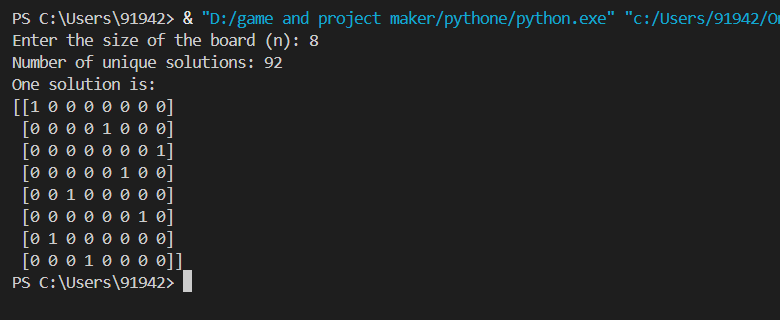 PS C:\Users\91942> & "D:/game and project maker/pythone/python.exe" "c:/Users/91942/On
Enter the size of the board (n): 8
Number of unique solutions: 92
One solution is:
[[1 0 0 0 0 0 0 0]
 [0 0 0 0 1 0 0 0]
 [0 0 0 0 0 0 0 1]
 [0 0 0 0 0 1 0 0]
 [0 0 1 0 0 0 0 0]
 [0 0 0 0 0 0 1 0]
 [0 1 0 0 0 0 0 0]
 [0 0 0 1 0 0 0 0]]
PS C:\Users\91942>